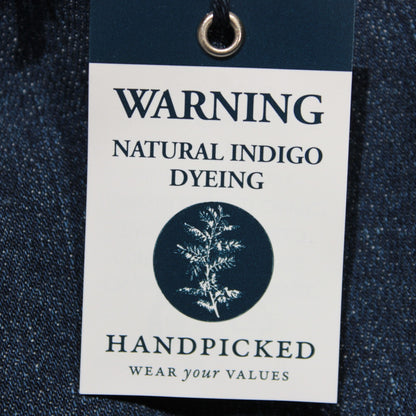 WARNING
NATURAL INDIGO
DYEING
HANDPICKED
WEAR your VALUES